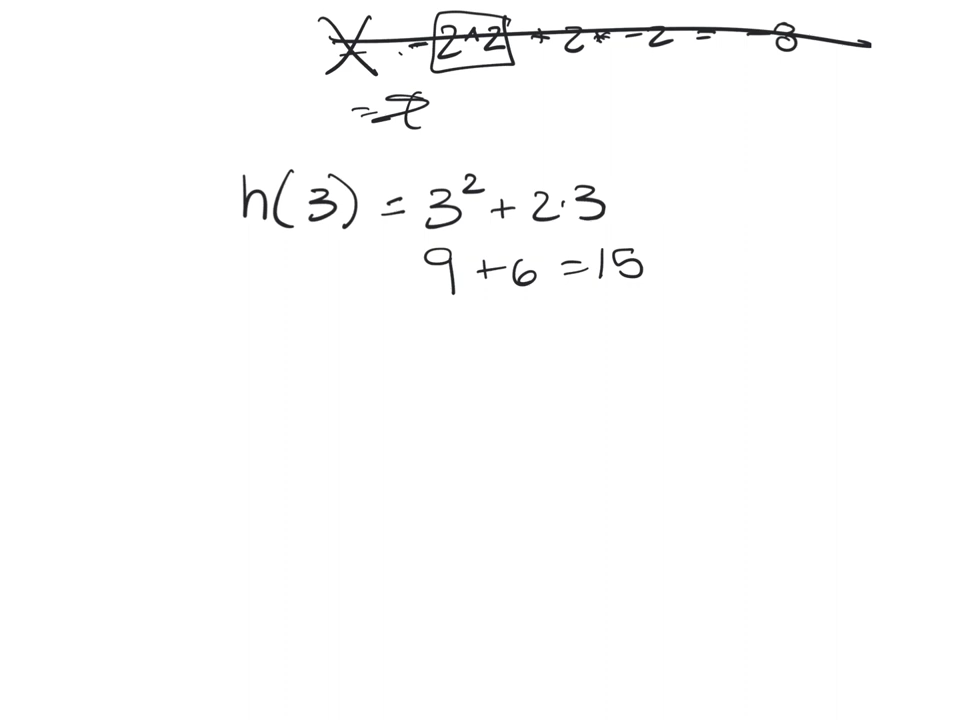 - 2^2 + 2* -2 = -8
h(3) = 3² + 2·3
9 + 6 = 15